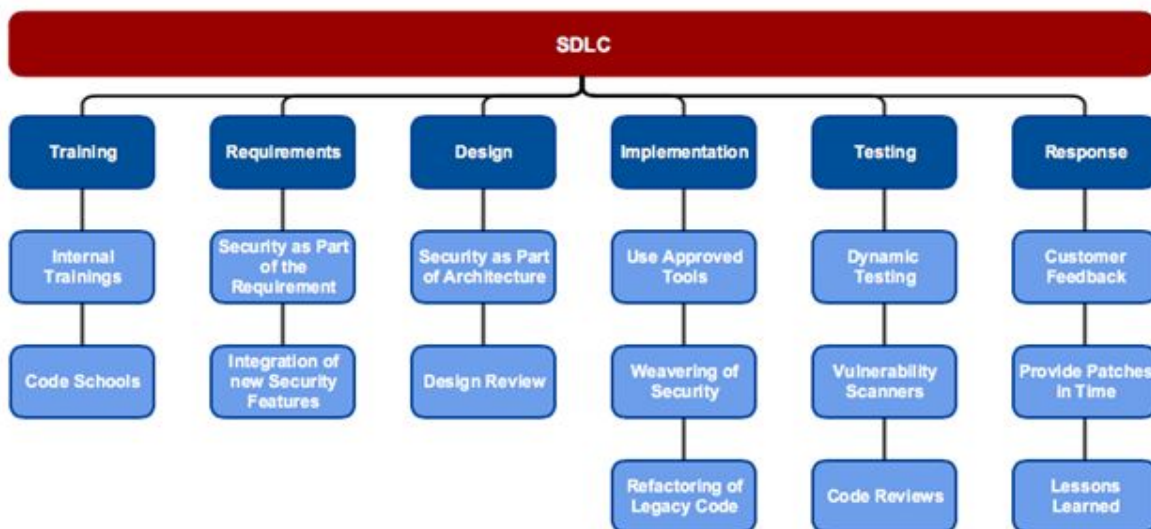 SDLC
Training
Requirements
Design
Implementation
Testing
Response
Internal
Trainings
Security as Part
of the
Requirement
Security as Part
of Architecture
Use Approved
Tools
Dynamic
Testing
Customer
Feedback
Code Schools
Integration of
new Security
Features
Design Review
Weavering of
Security
Vulnerability
Scanners
Provide Patches
in Time
Refactoring of
Legacy Code
Code Reviews
Lessons
Learned